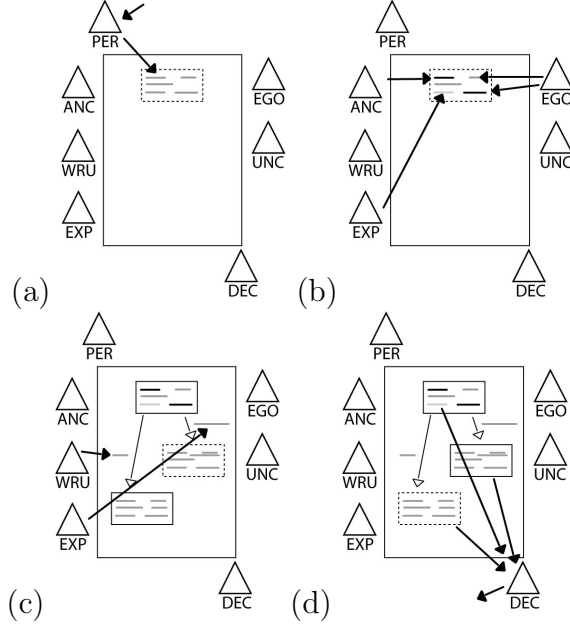 PER
ANC
EGO
WRU
UNC
EXP
DEC
(a)
PER
ANC
EGO
WRU
UNC
EXP
DEC
(b)
PER
ANC
EGO
WRU
UNC
EXP
DEC
(c)
PER
ANC
EGO
WRU
UNC
EXP
DEC
(d)